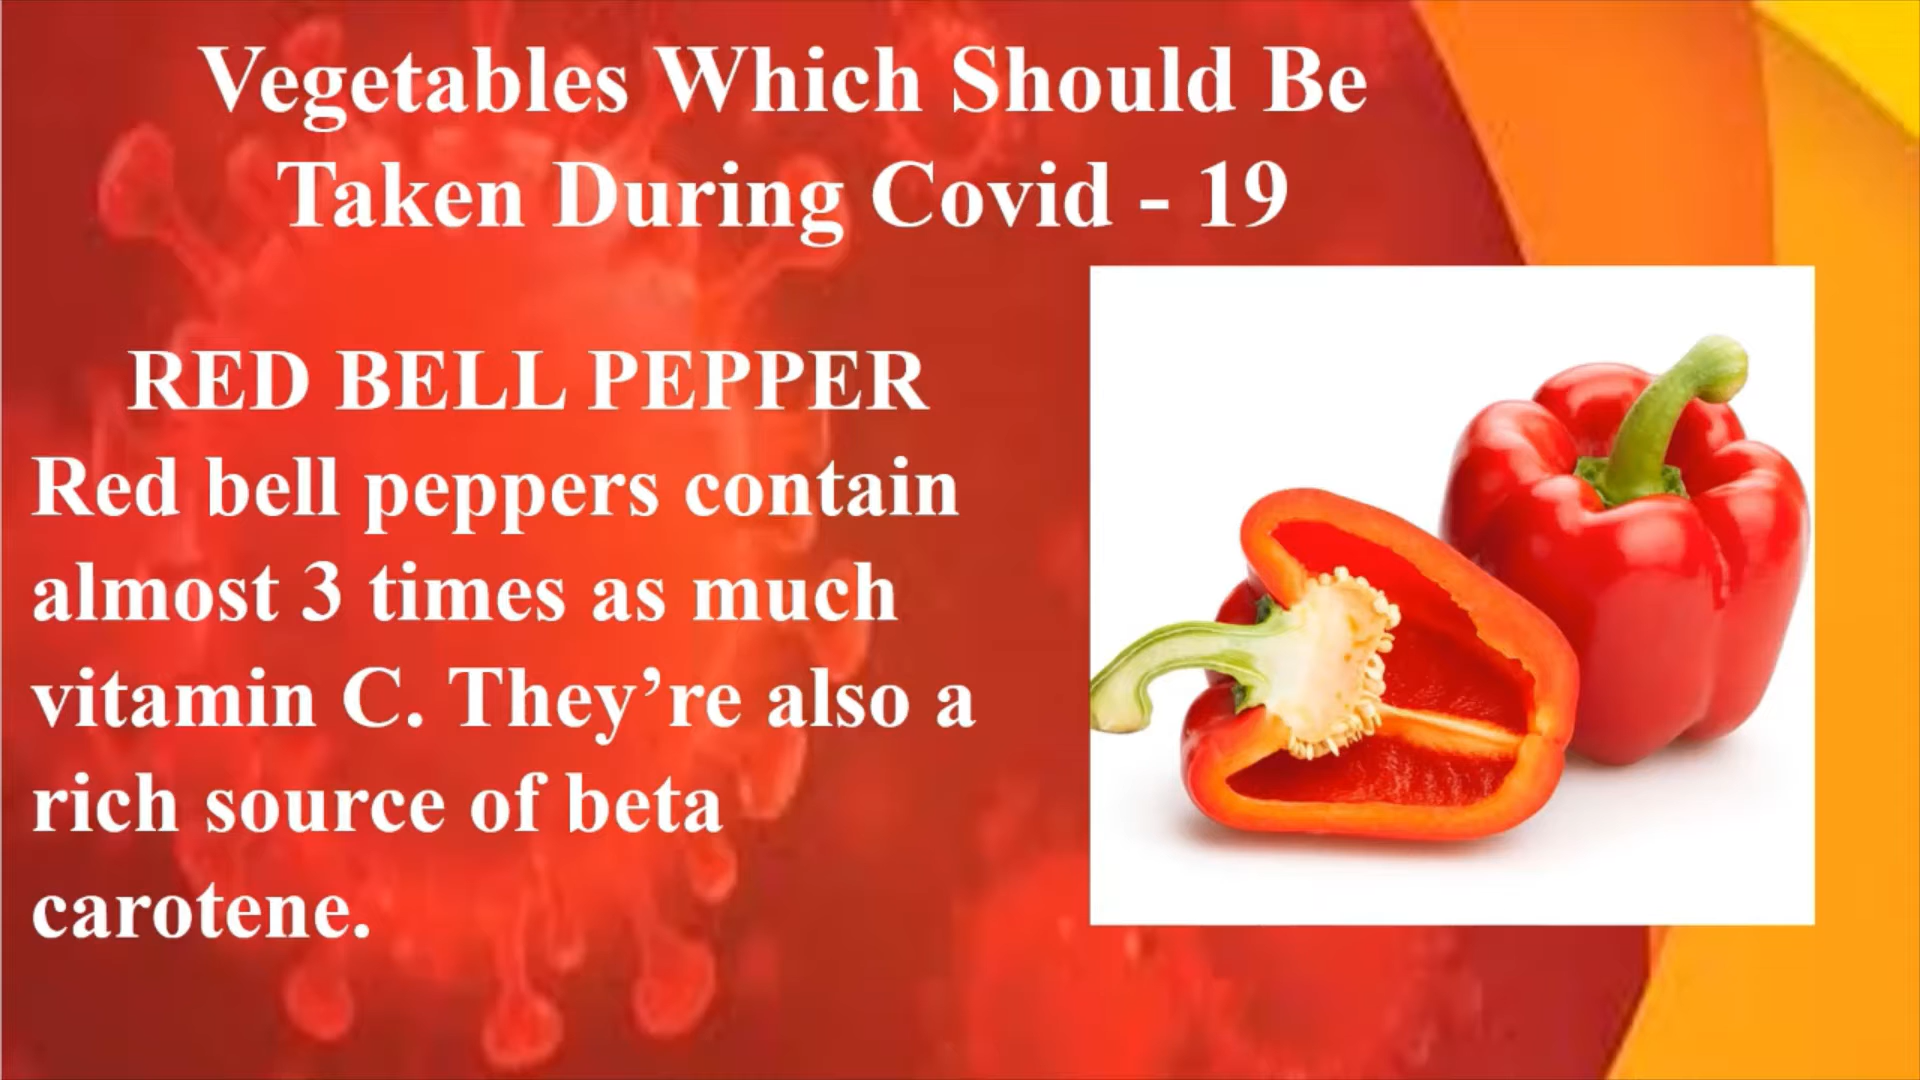 Vegetables Which Should Be
Taken During Covid - 19
RED BELL PEPPER
Red bell peppers contain
almost 3 times as much
vitamin C. They’re also a
rich source of beta
carotene.